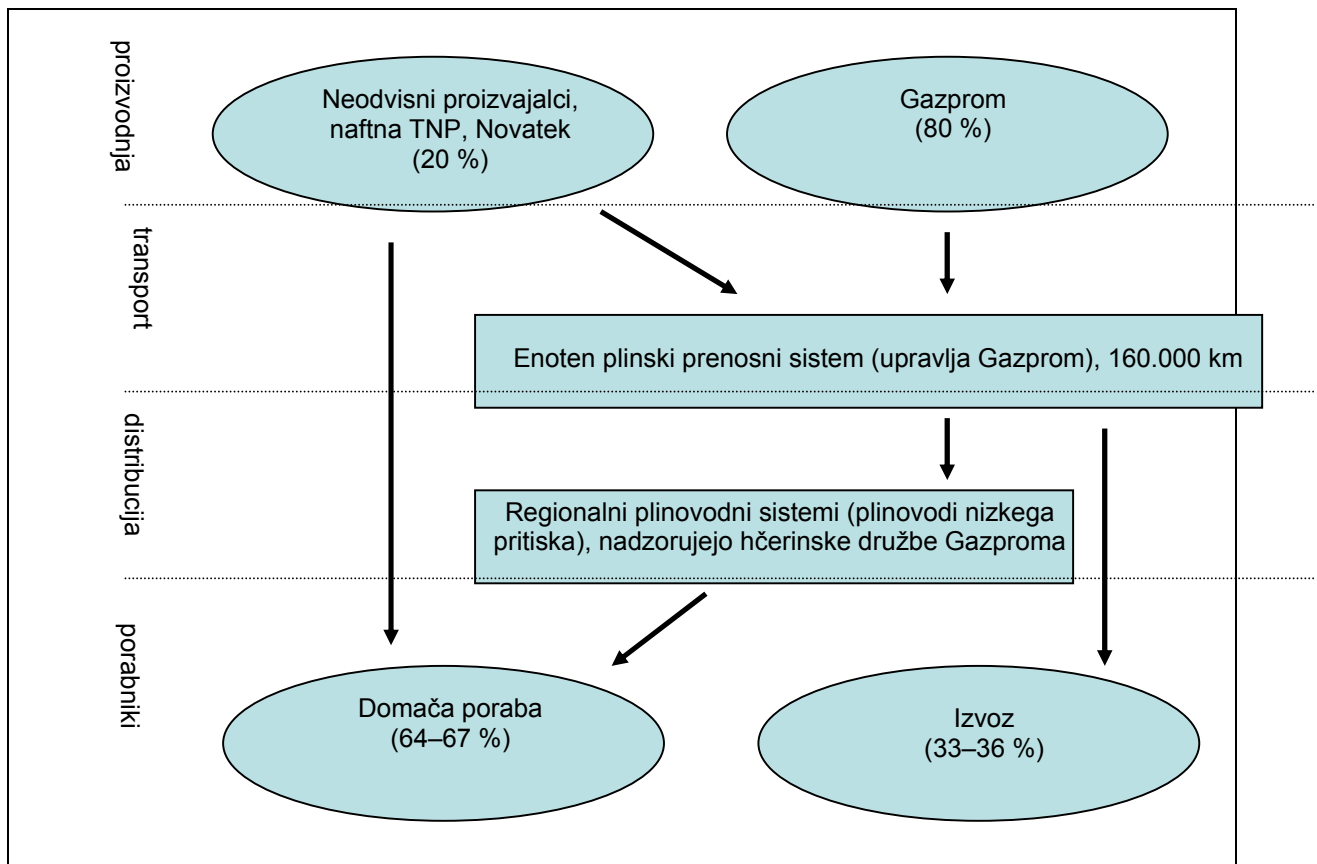 proizvodnja
Neodvisni proizvajalci,
naftna TNP, Novatek
(20 %)
Gazprom
(80 %)
transport
Enoten plinski prenosni sistem (upravlja Gazprom), 160.000 km
distribucija
Regionalni plinovodni sistemi (plinovodi nizkega
pritiska), nadzorujejo hčerinske družbe Gazproma
porabniki
Domača poraba
(64–67 %)
Izvoz
(33–36 %)